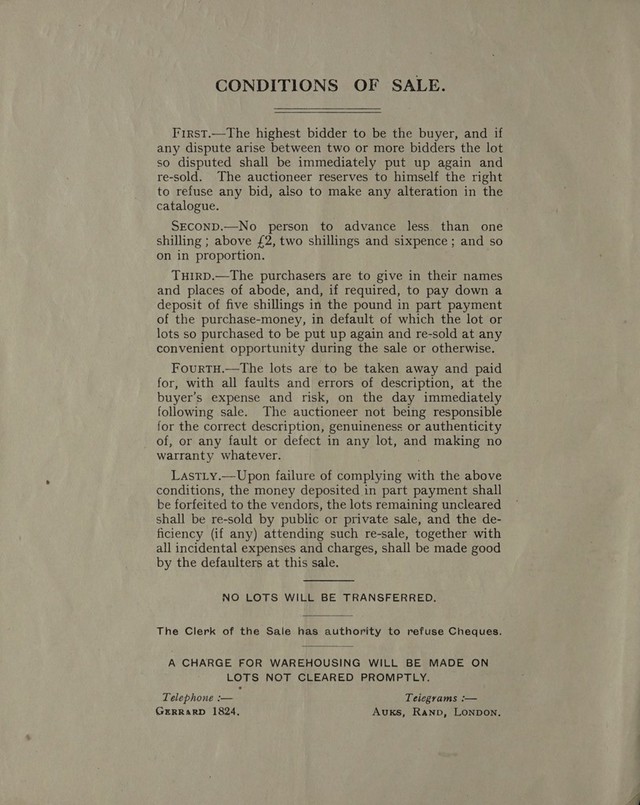 CONDITIONS OF SALE.
FIRST.—The highest bidder to be the buyer, and if
any dispute arise between two or more bidders the lot
so disputed shall be immediately put up again and
re-sold. The auctioneer reserves to himself the right
to refuse any bid, also to make any alteration in the
catalogue.
SECOND.—No person to advance less than one
shilling; above £2, two shillings and sixpence; and so
on in proportion.
THIRD.—The purchasers are to give in their names
and places of abode, and, if required, to pay down a
deposit of five shillings in the pound in part payment
of the purchase-money, in default of which the lot or
lots so purchased to be put up again and re-sold at any
convenient opportunity during the sale or otherwise.
FOURTH.—The lots are to be taken away and paid
for, with all faults and errors of description, at the
buyer's expense and risk, on the day immediately
following sale. The auctioneer not being responsible
for the correct description, genuineness or authenticity
of, or any fault or defect in any lot, and making no
warranty whatever.
LASTLY.—Upon failure of complying with the above
conditions, the money deposited in part payment shall
be forfeited to the vendors, the lots remaining uncleared
shall be re-sold by public or private sale, and the de-
ficiency (if any) attending such re-sale, together with
all incidental expenses and charges, shall be made good
by the defaulters at this sale.
NO LOTS WILL BE TRANSFERRED.
The Clerk of the Sale has authority to refuse Cheques.
A CHARGE FOR WAREHOUSING WILL BE MADE ON
LOTS NOT CLEARED PROMPTLY.
Telephone :— Telegrams :—
GERRARD 1824. AUKS, RAND, LONDON.